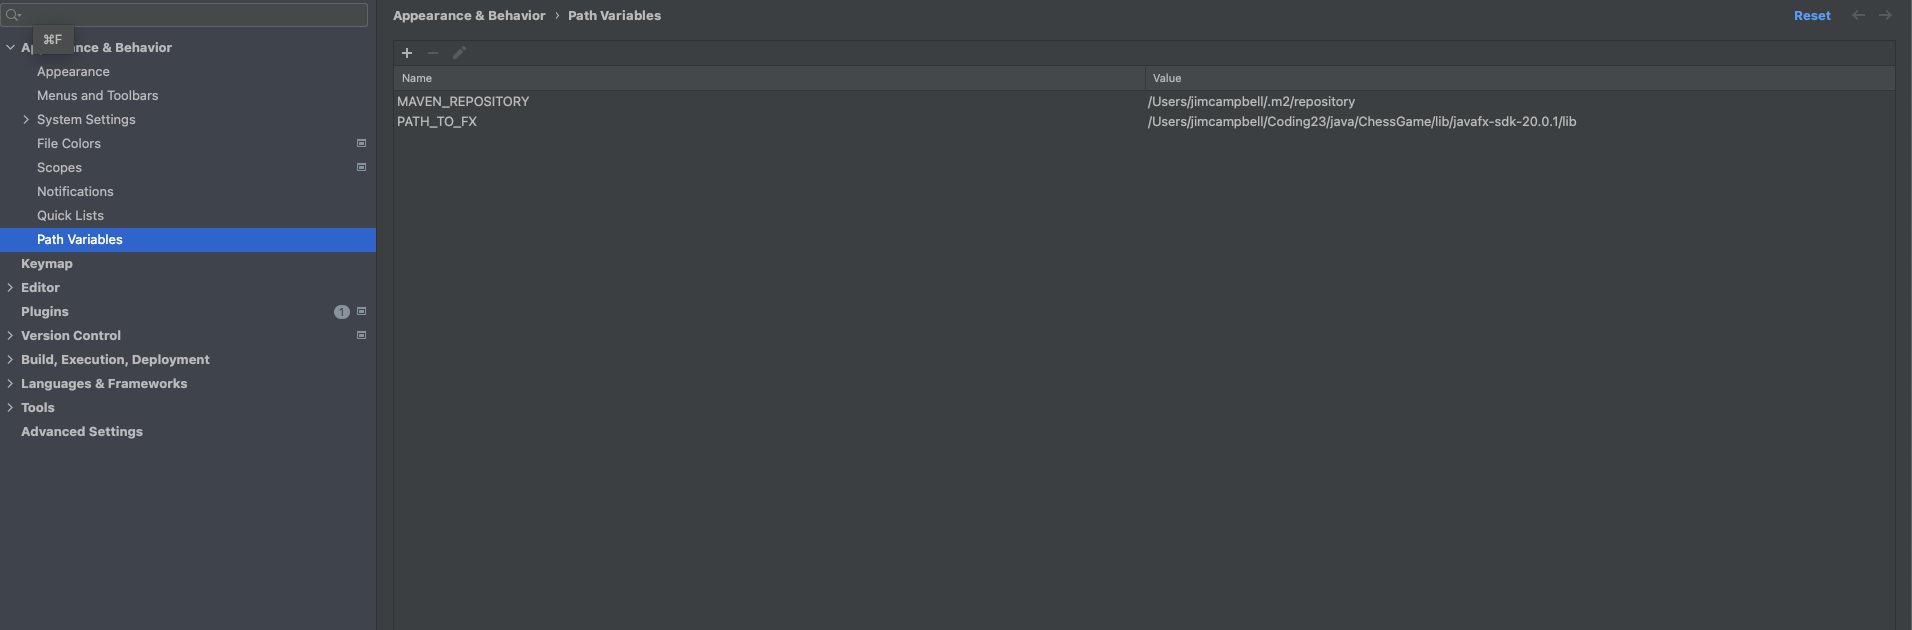 ⌘F
Ap nce & Behavior
Appearance
Menus and Toolbars
System Settings
File Colors
Scopes
Notifications
Quick Lists
Path Variables
Keymap
Editor
Plugins 1
Version Control
Build, Execution, Deployment
Languages & Frameworks
Tools
Advanced Settings
Appearance & Behavior › Path Variables
Reset
Name Value
MAVEN_REPOSITORY /Users/jimcampbell/.m2/repository
PATH_TO_FX /Users/jimcampbell/Coding23/java/ChessGame/lib/javafx-sdk-20.0.1/lib